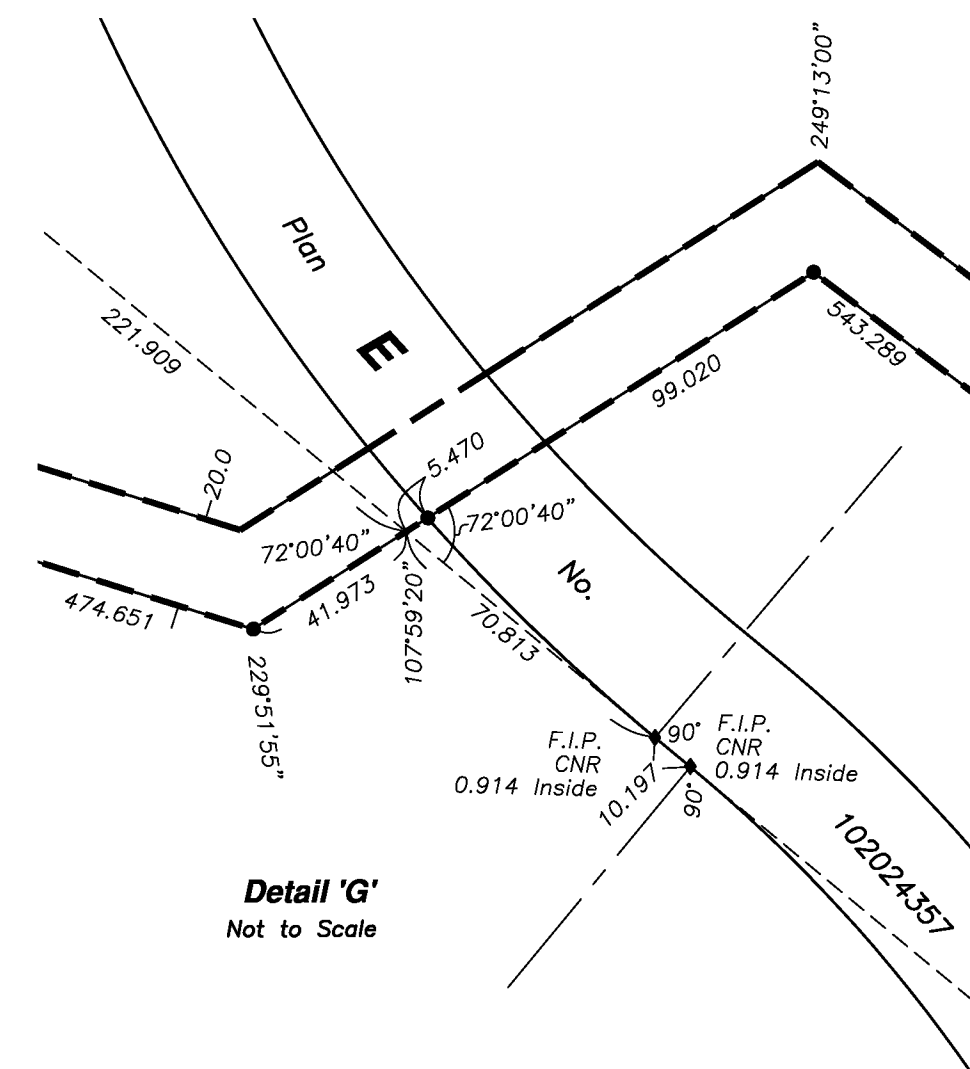 249°13'00"
Plan
E
221.909
543.289
99.020
5.470
20.0
72°00'40"
72°00'40"
474.651
41.973
107°59'20"
70.813
No.
229°51'55"
F.I.P.
CNR
0.914 Inside
90°
F.I.P.
CNR
0.914 Inside
10.197
90°
102024357
Detail 'G'
Not to Scale